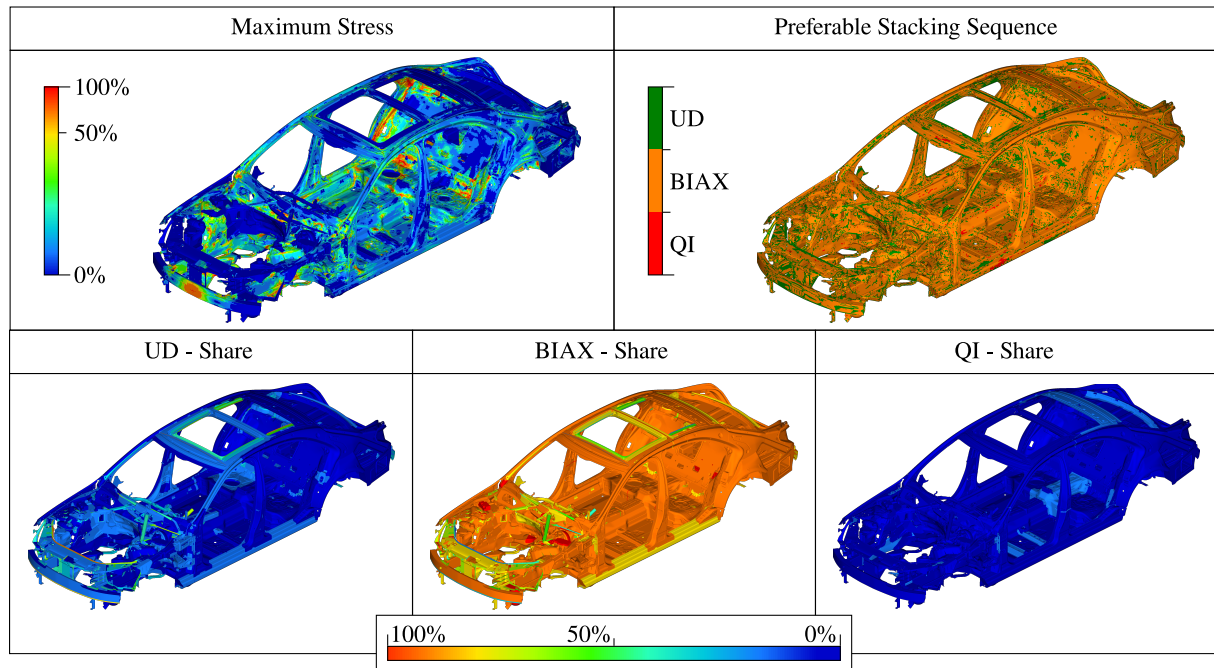 Maximum Stress
Preferable Stacking Sequence
100%
50%
0%
UD
BIAX
QI
UD - Share
BIAX - Share
QI - Share
100%
50%
0%